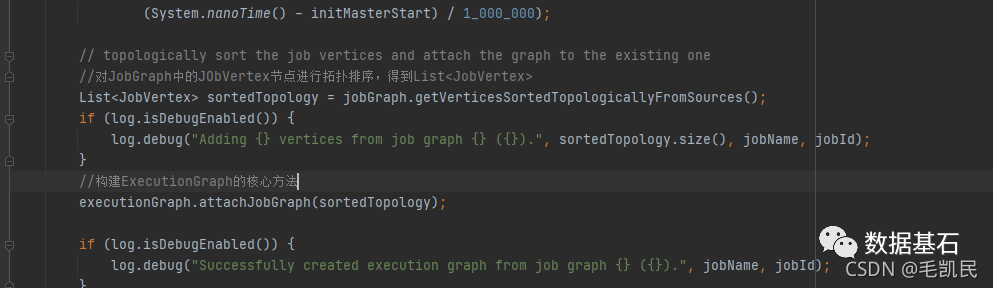 (System.nanoTime() - initMasterStart) / 1_000_000);
// topologically sort the job vertices and attach the graph to the existing one
//对JobGraph中的JObVertex节点进行拓扑排序，得到List<JobVertex>
List<JobVertex> sortedTopology = jobGraph.getVerticesSortedTopologicallyFromSources();
if (log.isDebugEnabled()) {
log.debug("Adding {} vertices from job graph {} ({}).", sortedTopology.size(), jobName, jobId);
}
//构建ExecutionGraph的核心方法
executionGraph.attachJobGraph(sortedTopology);
if (log.isDebugEnabled()) {
log.debug("Successfully created execution graph from job graph {} ({}).", jobName, jobId);
}
数据基石
CSDN @毛凯民